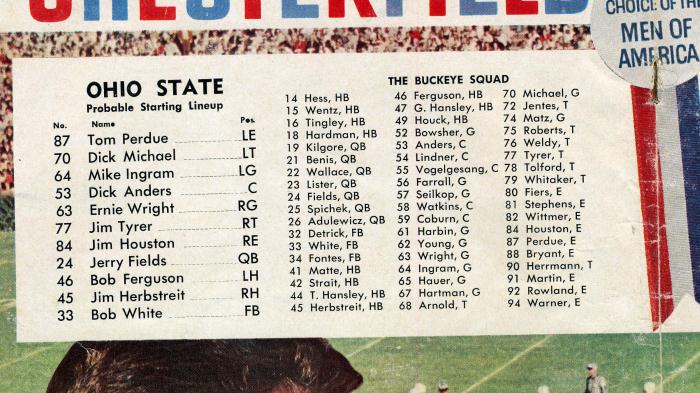 CHESTERFIELD
CHOICE OF THE
MEN OF
AMERICA
OHIO STATE
Probable Starting Lineup
No. Name Pos.
87 Tom Perdue LE
70 Dick Michael LT
64 Mike Ingram LG
53 Dick Anders C
63 Ernie Wright RG
77 Jim Tyrer RT
84 Jim Houston RE
24 Jerry Fields QB
46 Bob Ferguson LH
45 Jim Herbstreit RH
33 Bob White FB
THE BUCKEYE SQUAD
14 Hess, HB
15 Wentz, HB
16 Tingley, HB
18 Hardman, HB
19 Kilgore, QB
21 Benis, QB
22 Wallace, QB
23 Lister, QB
24 Fields, QB
25 Spichek, QB
26 Adulewicz, QB
32 Detrick, FB
33 White, FB
34 Fontes, FB
41 Matte, HB
42 Strait, HB
44 T. Hansley, HB
45 Herbstreit, HB
46 Ferguson, HB
47 G. Hansley, HB
49 Houck, HB
52 Bowsher, G
53 Anders, C
54 Lindner, C
55 Vogelgesang, C
56 Farrall, G
57 Seilkop, G
58 Watkins, C
59 Coburn, C
61 Harbin, G
62 Young, G
63 Wright, G
64 Ingram, G
65 Hauer, G
67 Hartman, G
68 Arnold, T
70 Michael, G
72 Jentes, T
74 Matz, G
75 Roberts, T
76 Weldy, T
77 Tyrer, T
78 Tolford, T
79 Whitaker, T
80 Fiers, E
81 Stephens, E
82 Wittmer, E
84 Houston, E
87 Perdue, E
88 Bryant, E
90 Herrmann, T
91 Martin, E
92 Rowland, E
94 Warner, E